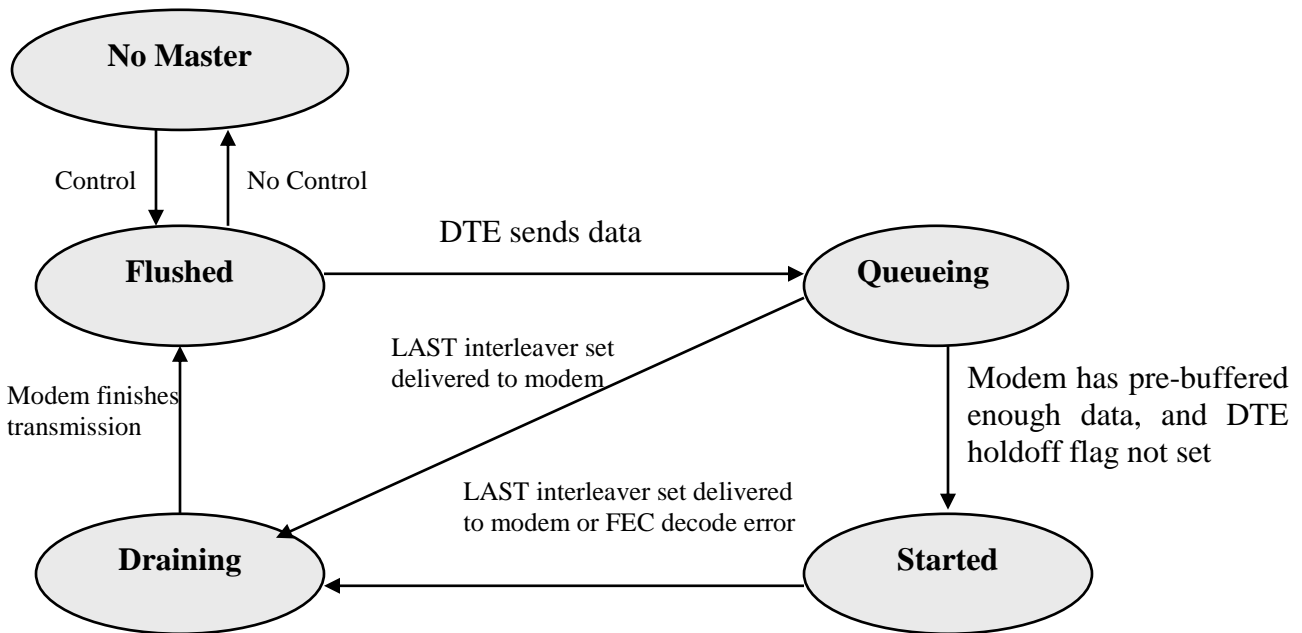 No Master
Control
No Control
DTE sends data
Flushed
Queueing
LAST interleaver set
delivered to modem
Modem finishes
transmission
Modem has pre-buffered
enough data, and DTE
holdoff flag not set
LAST interleaver set delivered
to modem or FEC decode error
Draining
Started